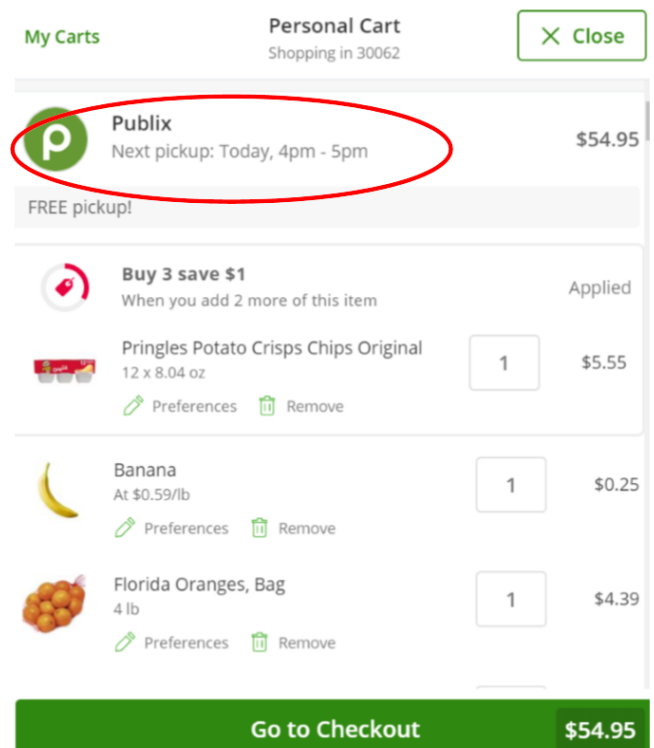 My Carts
Personal Cart
Shopping in 30062
Close
Publix
Next pickup: Today, 4pm - 5pm
$54.95
FREE pickup!
Buy 3 save $1
When you add 2 more of this item
Applied
Pringles Potato Crisps Chips Original
12 x 8.04 oz
1
$5.55
Preferences Remove
Banana
At $0.59/lb
1
$0.25
Preferences Remove
Florida Oranges, Bag
4 lb
1
$4.39
Preferences Remove
Go to Checkout
$54.95